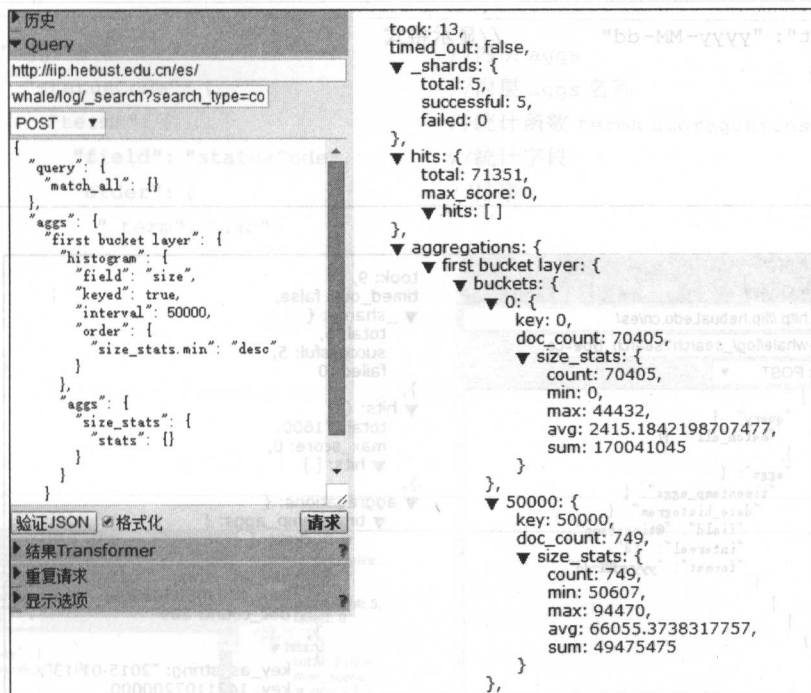 历史
Query
http://iip.hebust.edu.cn/es/
whale/log/_search?search_type=co
POST
{
"query": {
"match_all": {}
},
"aggs": {
"first bucket layer": {
"histogram": {
"field": "size",
"keyed": true,
"interval": 50000,
"order": {
"size_stats.min": "desc"
}
},
"aggs": {
"size_stats": {
"stats": {}
}
}
}
验证JSON 格式化 请求
结果Transformer ?
重复请求
显示选项 ?
took: 13,
timed_out: false,
_shards: {
total: 5,
successful: 5,
failed: 0
},
hits: {
total: 71351,
max_score: 0,
hits: [ ]
},
aggregations: {
first bucket layer: {
buckets: {
0: {
key: 0,
doc_count: 70405,
size_stats: {
count: 70405,
min: 0,
max: 44432,
avg: 2415.1842198707477,
sum: 170041045
}
},
50000: {
key: 50000,
doc_count: 749,
size_stats: {
count: 749,
min: 50607,
max: 94470,
avg: 66055.3738317757,
sum: 49475475
}
},